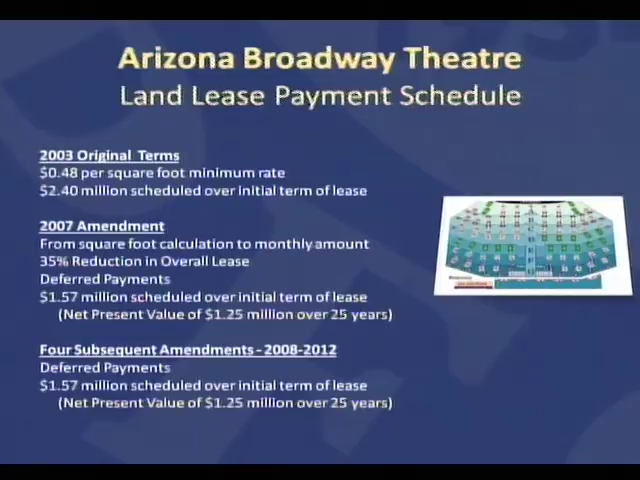 Arizona Broadway Theatre
Land Lease Payment Schedule
2003 Original Terms
$0.48 per square foot minimum rate
$2.40 million scheduled over initial term of lease
2007 Amendment
From square foot calculation to monthly amount
35% Reduction in Overall Lease
Deferred Payments
$1.57 million scheduled over initial term of lease
(Net Present Value of $1.25 million over 25 years)
Four Subsequent Amendments - 2008-2012
Deferred Payments
$1.57 million scheduled over initial term of lease
(Net Present Value of $1.25 million over 25 years)